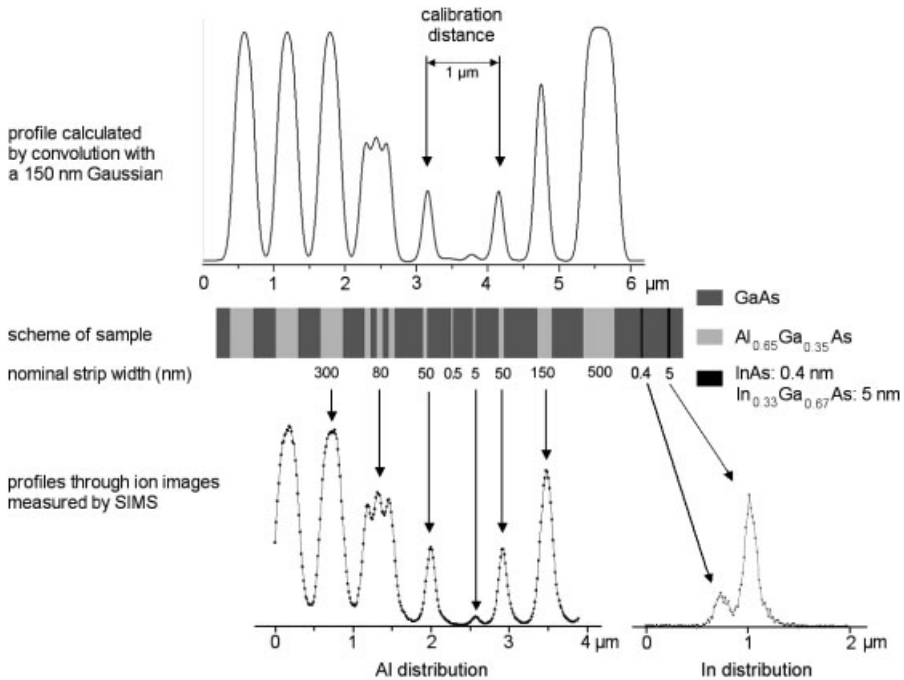 calibration
distance
1 µm
profile calculated
by convolution with
a 150 nm Gaussian
0 1 2 3 4 5 6 µm
GaAs
scheme of sample
Al0.65Ga0.35As
nominal strip width (nm)
300 80 50 0.5 5 50 150 500 0.4 5
InAs: 0.4 nm
In0.33Ga0.67As: 5 nm
profiles through ion images
measured by SIMS
0 1 2 3 4 µm
0 1 2 µm
Al distribution
In distribution